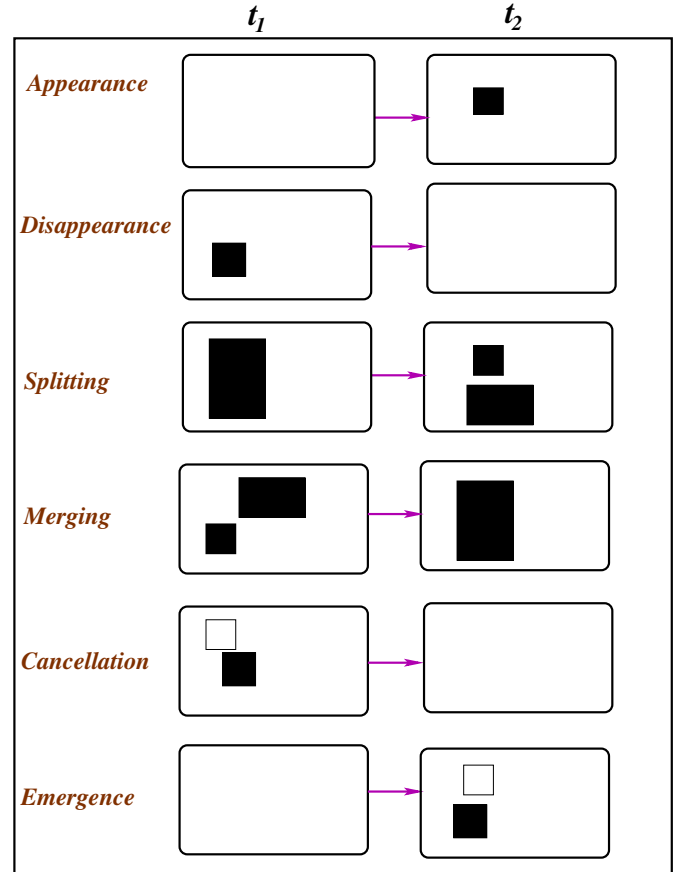 t1 t2
Appearance
Disappearance
Splitting
Merging
Cancellation
Emergence